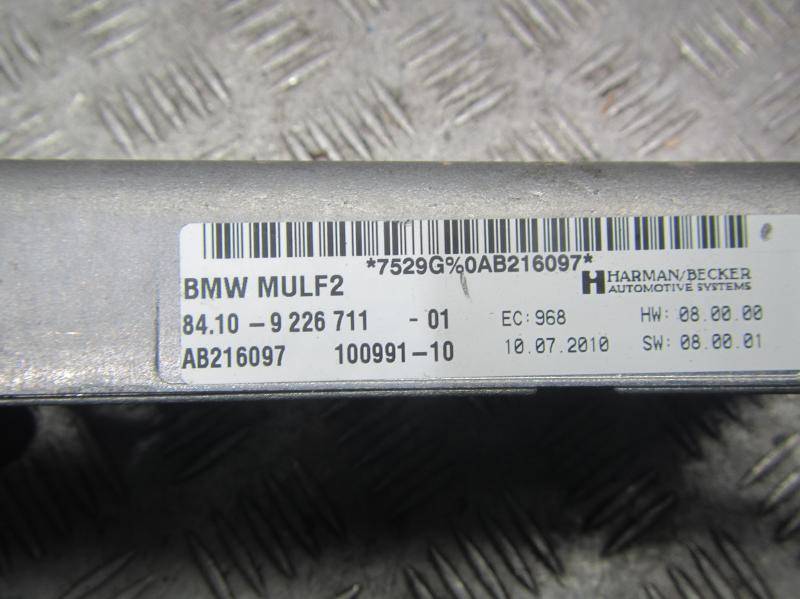 *7529G%0AB216097*
BMW MULF2
HARMAN/BECKER
AUTOMOTIVE SYSTEMS
84.10 - 9 226 711 - 01 EC: 968 HW: 08.00.00
AB216097 100991-10 10.07.2010 SW: 08.00.01